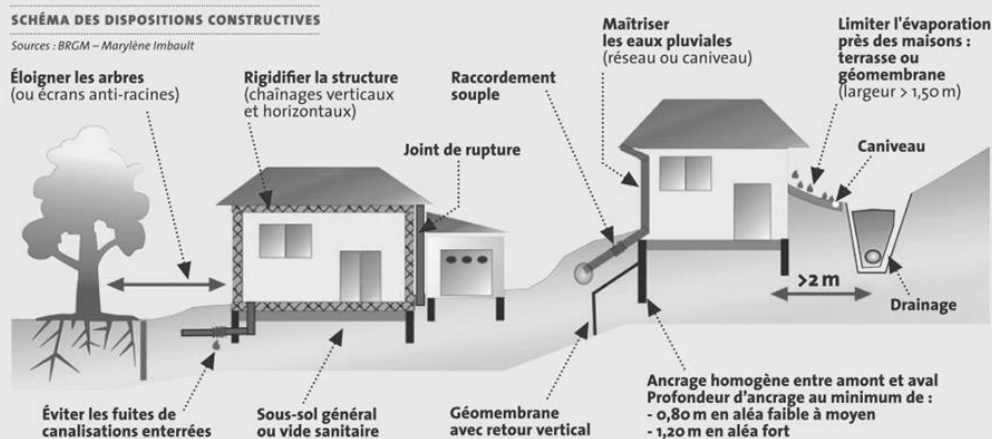 SCHÉMA DES DISPOSITIONS CONSTRUCTIVES
Sources : BRGM – Marylène Imbault
Éloigner les arbres
(ou écrans anti-racines)
Rigidifier la structure
(chaînages verticaux
et horizontaux)
Joint de rupture
Raccordement
souple
Maîtriser
les eaux pluviales
(réseau ou caniveau)
Limiter l'évaporation
près des maisons :
terrasse ou
géomembrane
(largeur > 1,50 m)
Caniveau
>2 m
Drainage
Éviter les fuites de
canalisations enterrées
Sous-sol général
ou vide sanitaire
Géomembrane
avec retour vertical
Ancrage homogène entre amont et aval
Profondeur d'ancrage au minimum de :
- 0,80 m en aléa faible à moyen
- 1,20 m en aléa fort